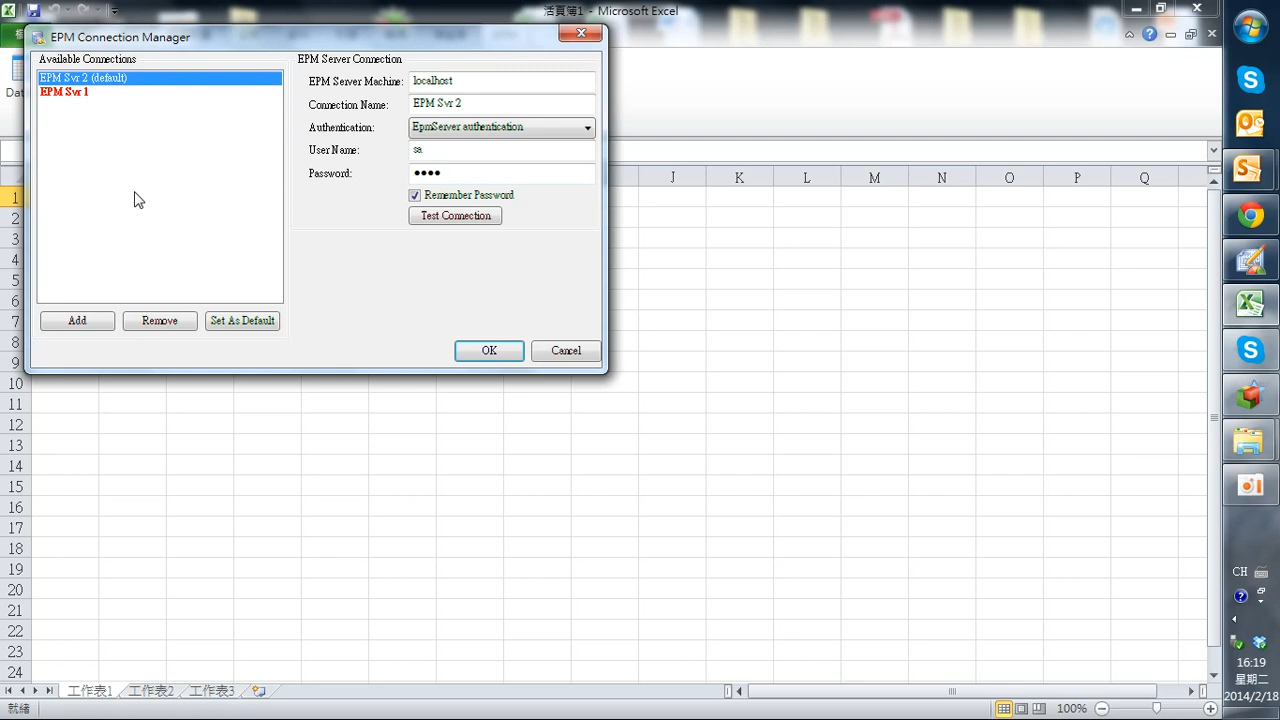 活頁簿1 - Microsoft Excel
EPM Connection Manager
Available Connections
EPM Svr 2 (default)
EPM Svr 1
Add
Remove
Set As Default
EPM Server Connection
EPM Server Machine: localhost
Connection Name: EPM Svr 2
Authentication: EpmServer authentication
User Name: sa
Password: ●●●●
Remember Password
Test Connection
OK
Cancel
Dat
J K L M N O P Q
1
2
3
4
5
6
7
8
9
10
11
12
13
14
15
16
17
18
19
20
21
22
23
24
工作表1 工作表2 工作表3
就緒
100%
CH
16:19
星期二
2014/2/18